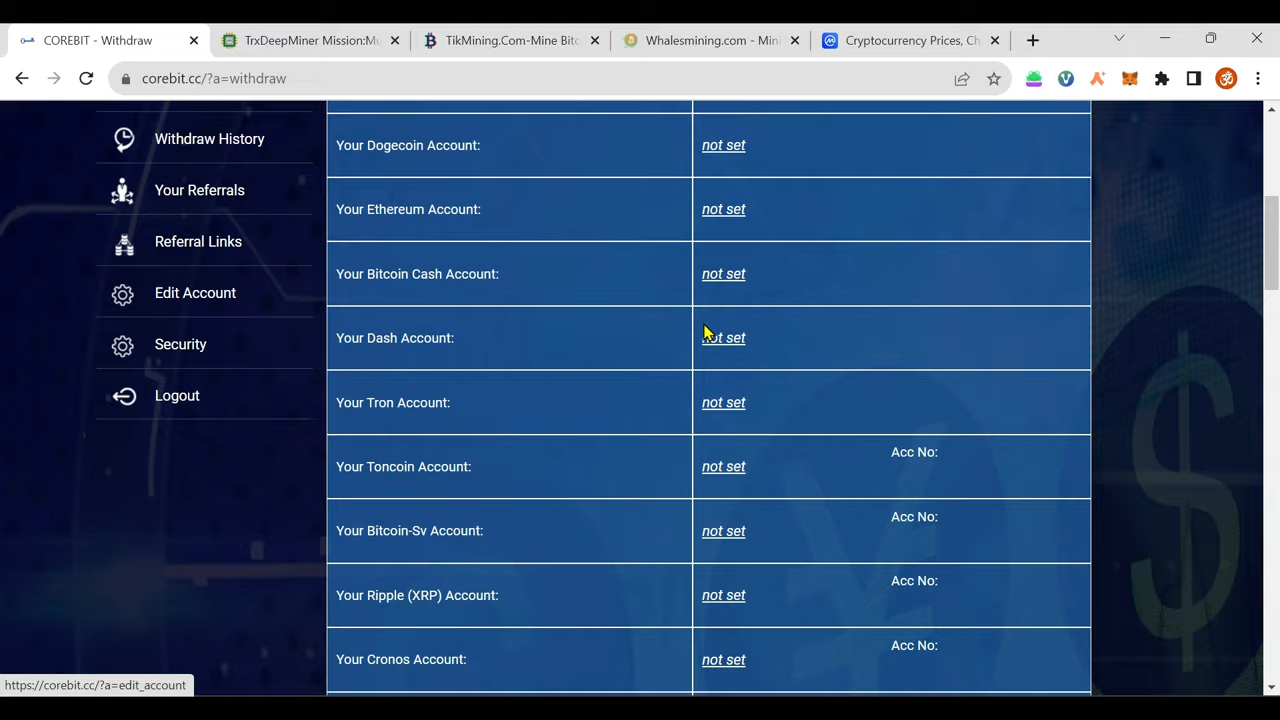 COREBIT - Withdraw
TrxDeepMiner Mission:Mu
TikMining.Com-Mine Bitc
Whalesmining.com - Mini
Cryptocurrency Prices, Ch
corebit.cc/?a=withdraw
Withdraw History
Your Referrals
Referral Links
Edit Account
Security
Logout
Your Dogecoin Account: not set
Your Ethereum Account: not set
Your Bitcoin Cash Account: not set
Your Dash Account: not set
Your Tron Account: not set
Your Toncoin Account: not set Acc No:
Your Bitcoin-Sv Account: not set Acc No:
Your Ripple (XRP) Account: not set Acc No:
Your Cronos Account: not set Acc No:
https://corebit.cc/?a=edit_account